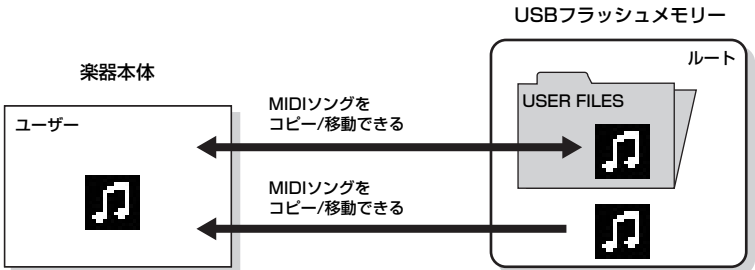 USBフラッシュメモリー
ルート
楽器本体
USER FILES
MIDIソングを
コピー/移動できる
ユーザー
MIDIソングを
コピー/移動できる